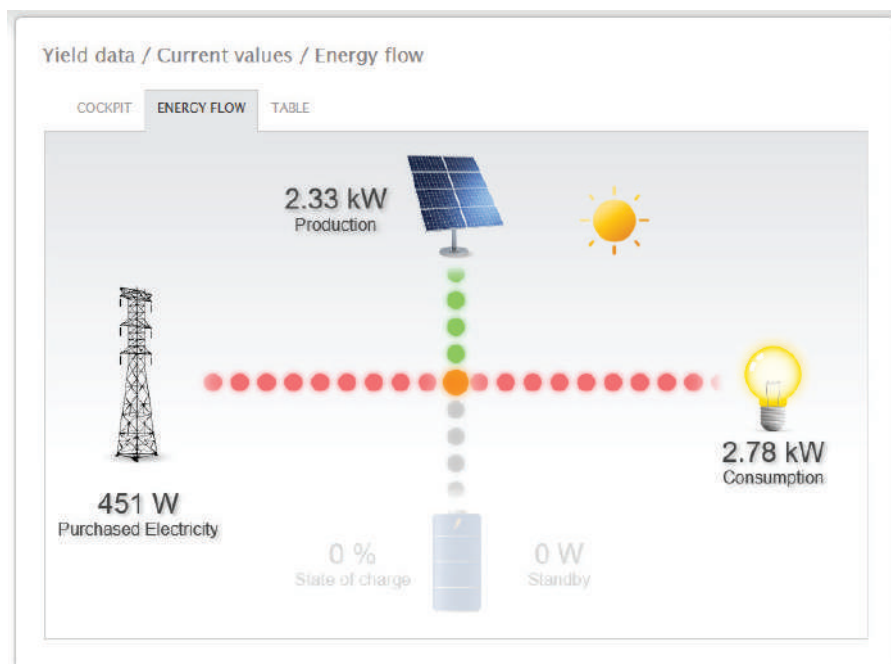 Yield data / Current values / Energy flow
COCKPIT ENERGY FLOW TABLE
2.33 kW
Production
2.78 kW
Consumption
451 W
Purchased Electricity
0 %
State of charge
0 W
Standby